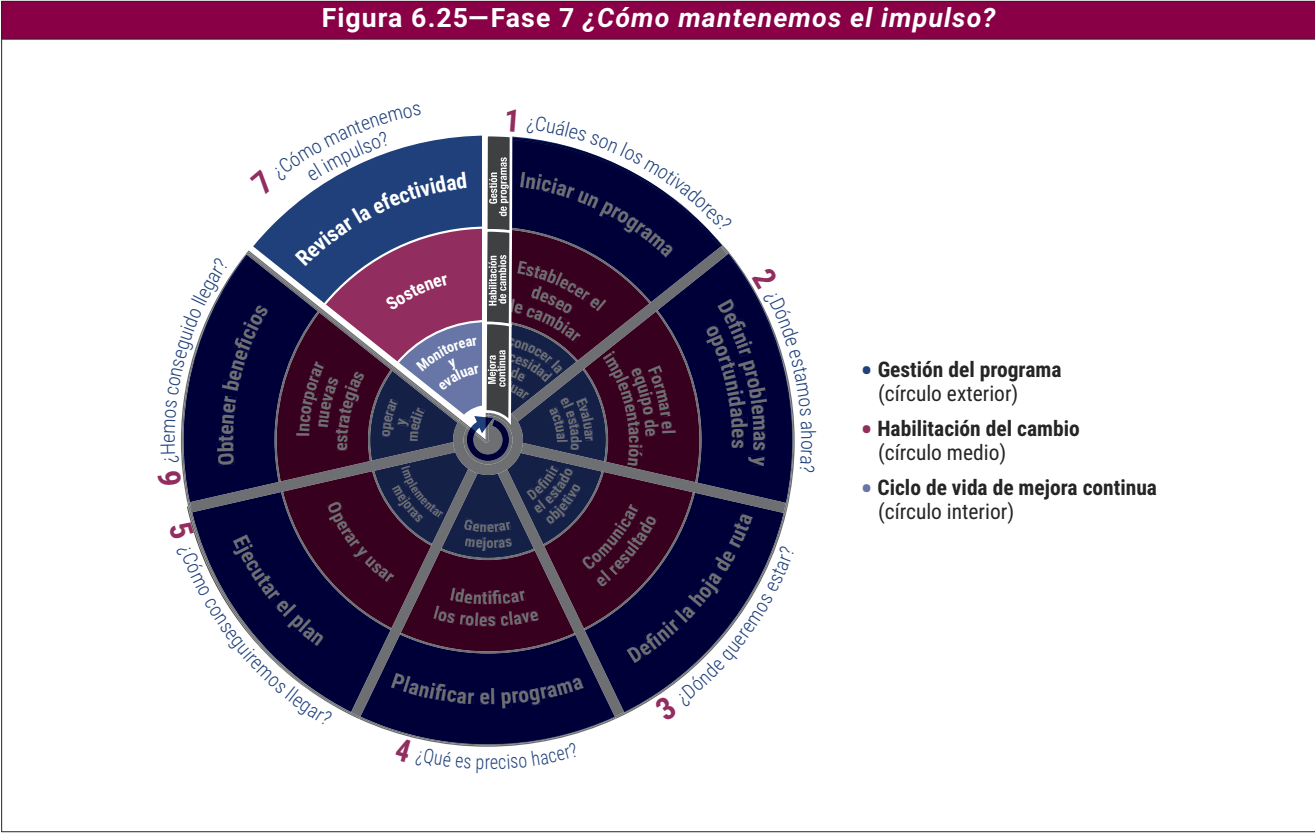 Figura 6.25—Fase 7 ¿Cómo mantenemos el impulso?
1 ¿Cuáles son los motivadores?
Iniciar un programa
Establecer el
deseo
de cambiar
2 ¿Dónde estamos ahora?
Definir problemas y
oportunidades
Formar el
equipo de
implementación
Evaluar
el estado
actual
3 ¿Dónde queremos estar?
Definir la hoja de ruta
Comunicar
el resultado
Definir
el estado
objetivo
4 ¿Qué es preciso hacer?
Planificar el programa
Identificar
los roles clave
Generar
mejoras
5 ¿Cómo conseguiremos llegar?
Ejecutar el plan
Operar y usar
Implementar
mejoras
6 ¿Hemos conseguido llegar?
Obtener beneficios
Incorporar
nuevas
estrategias
operar
y
medir
7 ¿Cómo mantenemos
el impulso?
Revisar la efectividad
Sostener
Monitorear
y
evaluar
Gestión
de programas
Habilitación
de cambios
Mejora
continua
• Gestión del programa
(círculo exterior)
• Habilitación del cambio
(círculo medio)
• Ciclo de vida de mejora continua
(círculo interior)